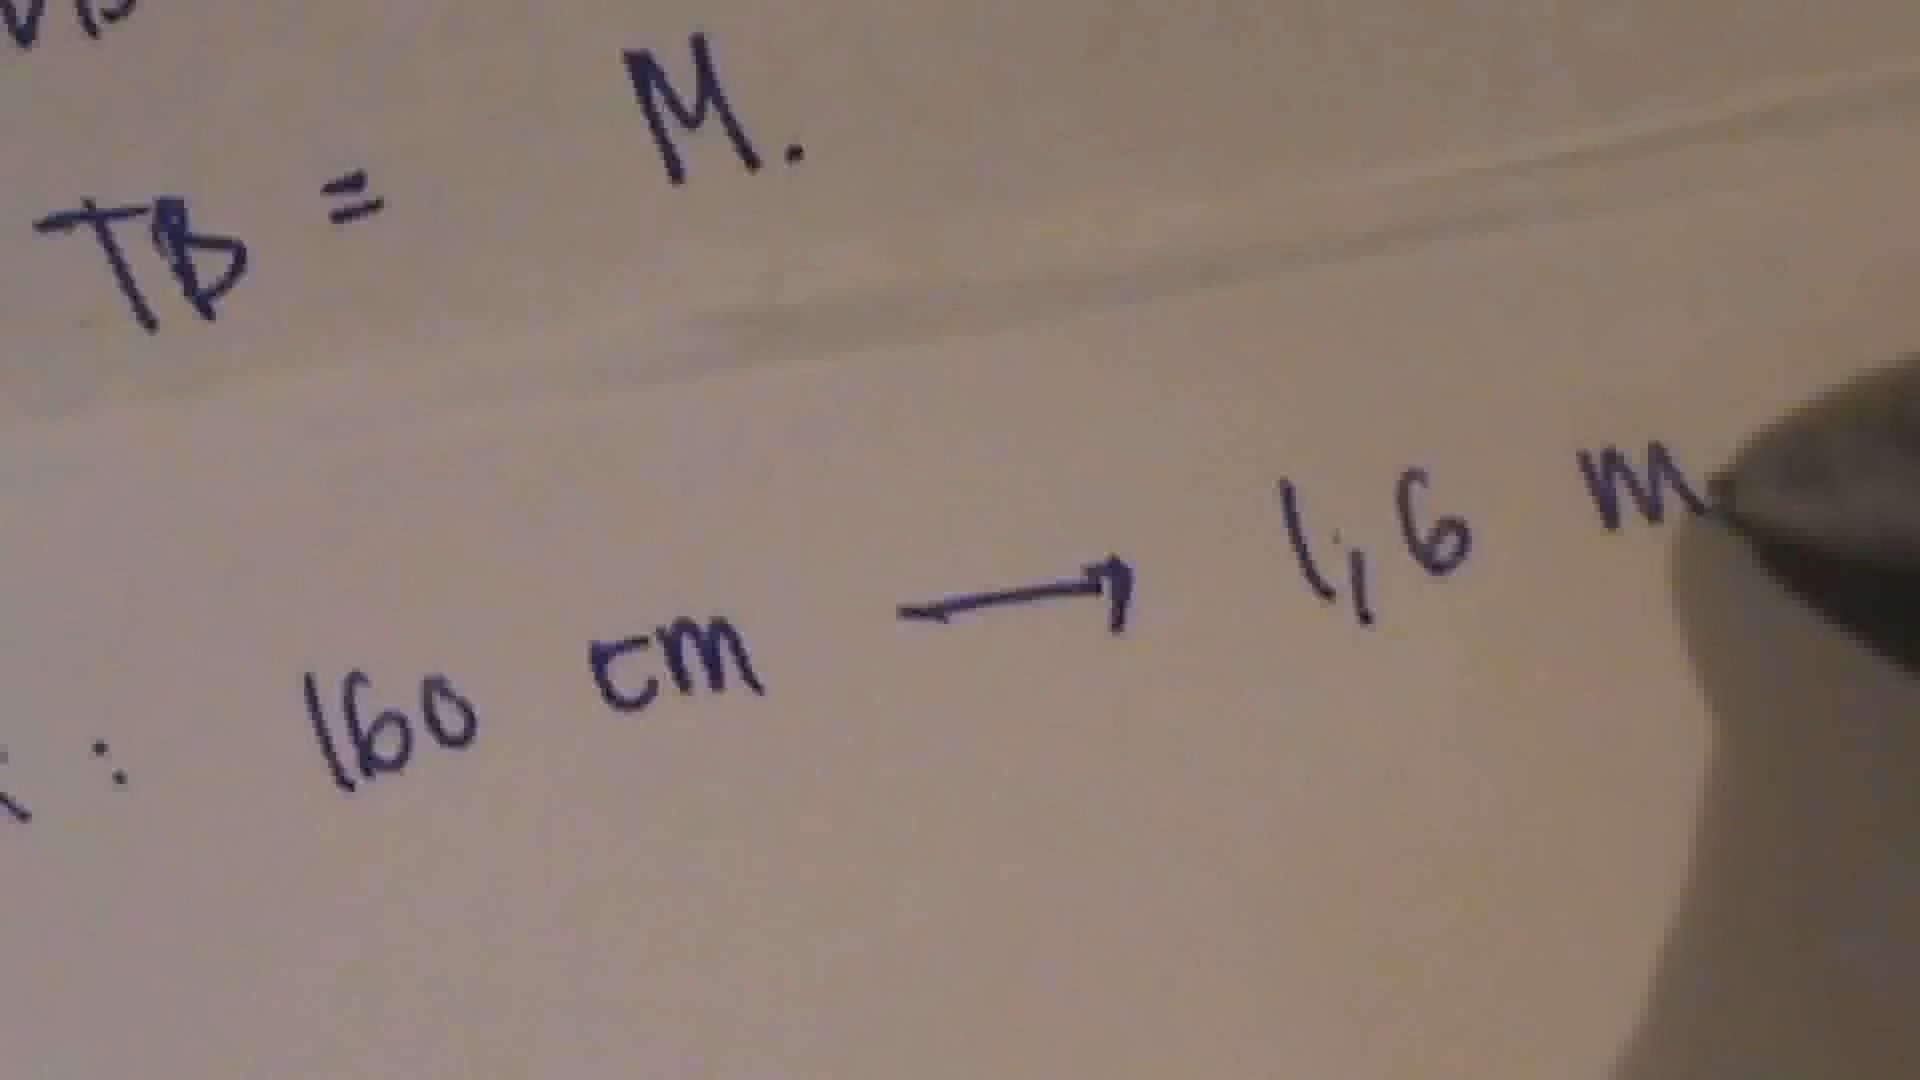 TB = M.
: 160 cm → 1,6 m